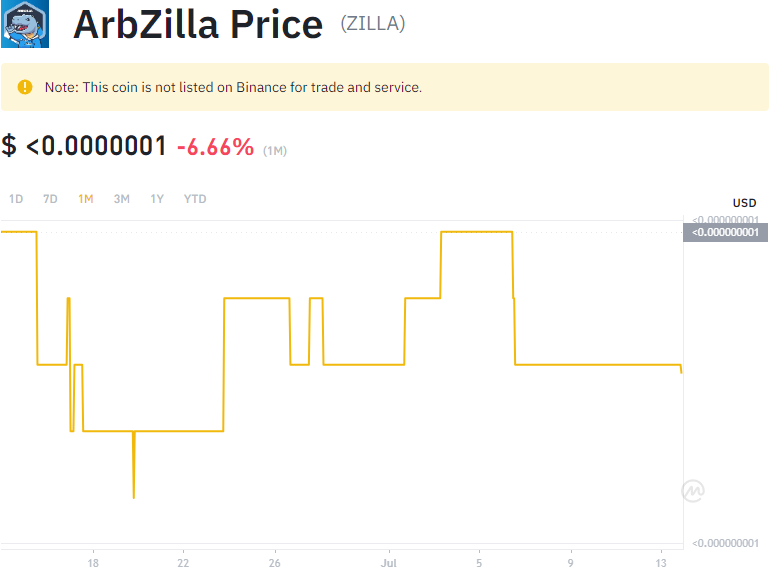 ArbZilla Price (ZILLA)
Note: This coin is not listed on Binance for trade and service.
$ <0.0000001 -6.66% (1M)
1D 7D 1M 3M 1Y YTD
USD
<0.000000001
<0.000000001
<0.000000001
18 22 26 Jul 5 9 13